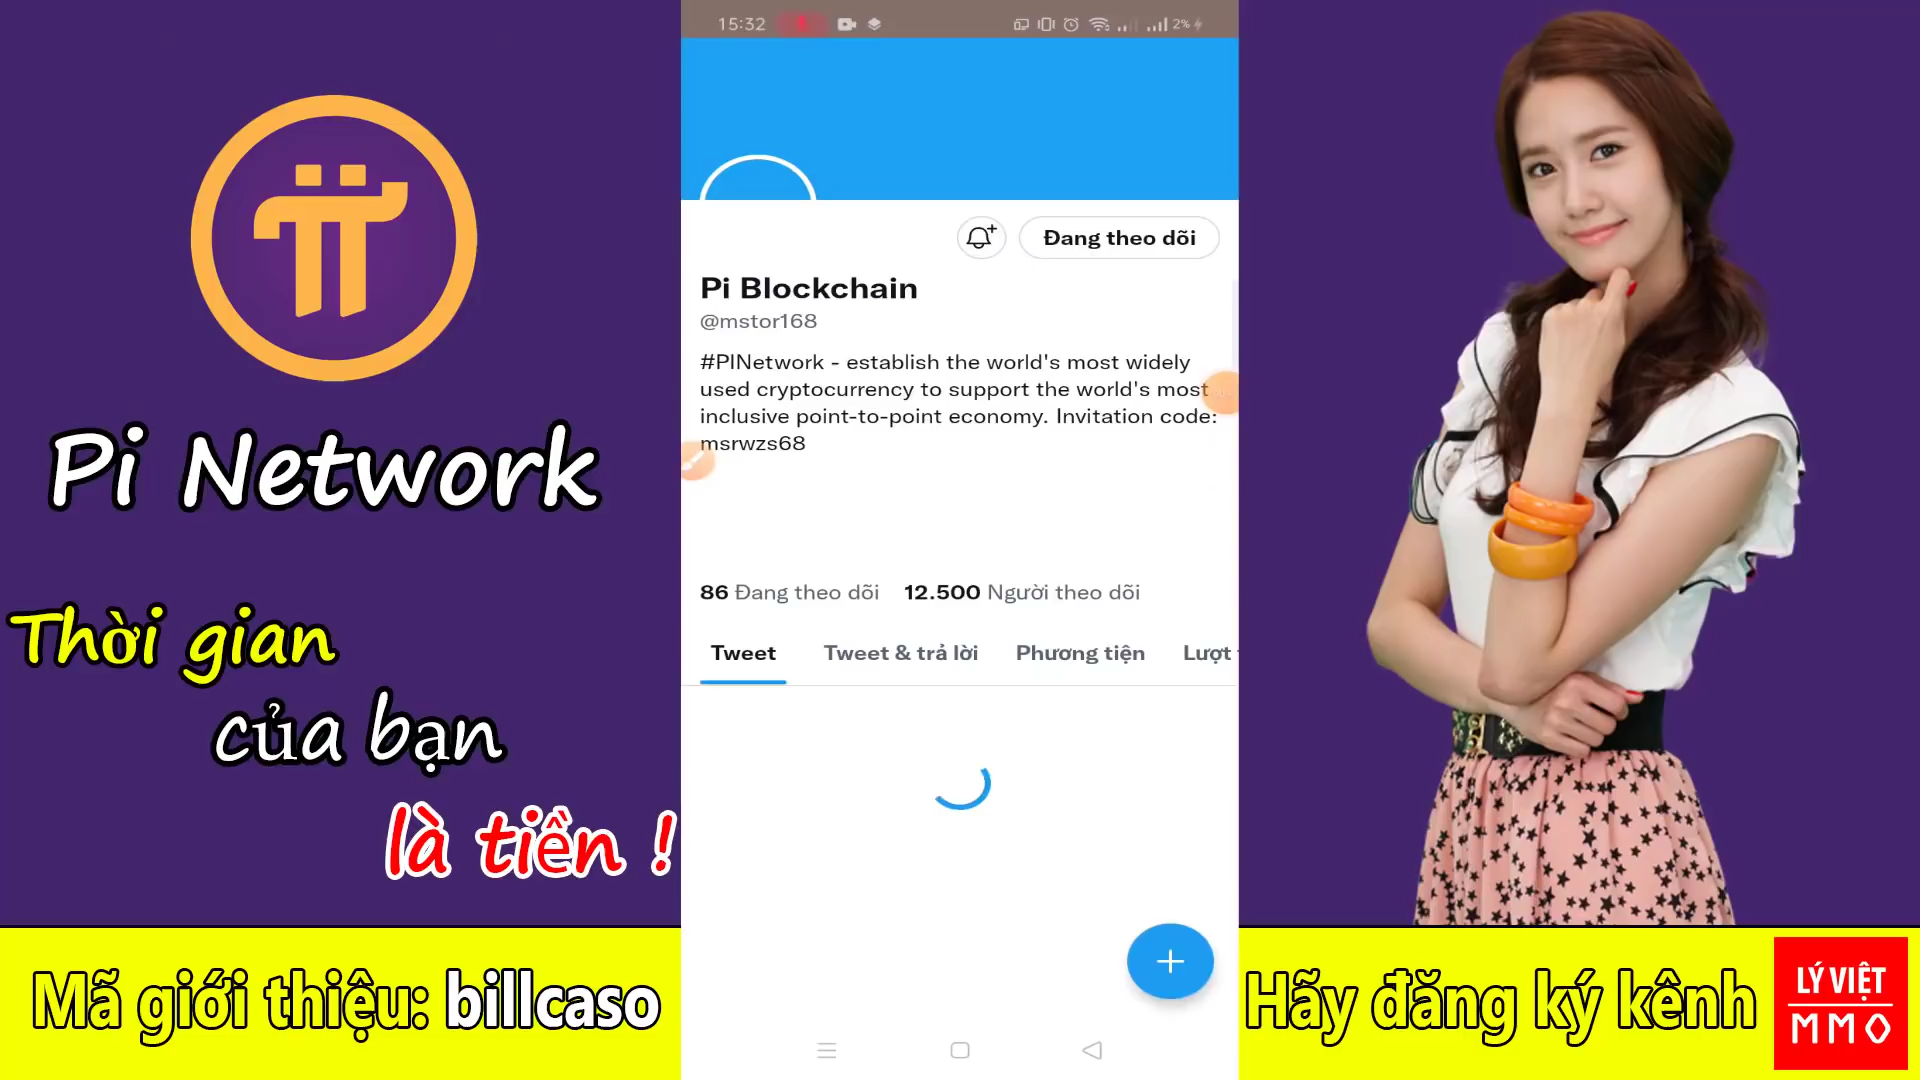 Pi Network
Thời gian
của bạn
là tiền !
Mã giới thiệu: billcaso
15:32
2%
Đang theo dõi
Pi Blockchain
@mstor168
#PINetwork - establish the world's most widely
used cryptocurrency to support the world's most
inclusive point-to-point economy. Invitation code:
msrwzs68
86 Đang theo dõi 12.500 Người theo dõi
Tweet Tweet & trả lời Phương tiện Lượt
Hãy đăng ký kênh
LÝ VIỆT
MMO